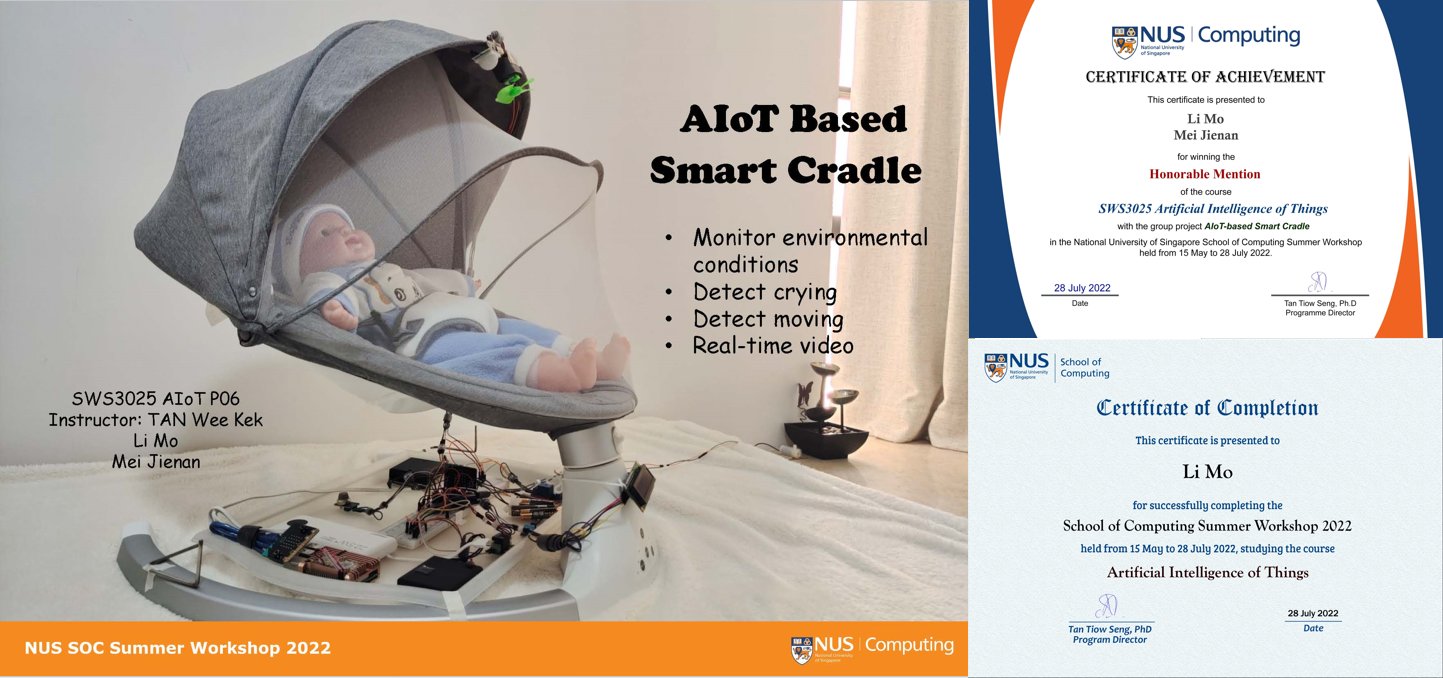 AIoT Based
Smart Cradle
• Monitor environmental
conditions
• Detect crying
• Detect moving
• Real-time video
SWS3025 AIoT P06
Instructor: TAN Wee Kek
Li Mo
Mei Jienan
NUS SOC Summer Workshop 2022
NUS Computing
National University
of Singapore
NUS Computing
National University
of Singapore
CERTIFICATE OF ACHIEVEMENT
This certificate is presented to
Li Mo
Mei Jienan
for winning the
Honorable Mention
of the course
SWS3025 Artificial Intelligence of Things
with the group project AIoT-based Smart Cradle
in the National University of Singapore School of Computing Summer Workshop
held from 15 May to 28 July 2022.
28 July 2022
Date
Tan Tiow Seng, Ph.D
Programme Director
NUS
National University
of Singapore
School of
Computing
Certificate of Completion
This certificate is presented to
Li Mo
for successfully completing the
School of Computing Summer Workshop 2022
held from 15 May to 28 July 2022, studying the course
Artificial Intelligence of Things
Tan Tiow Seng, PhD
Program Director
28 July 2022
Date